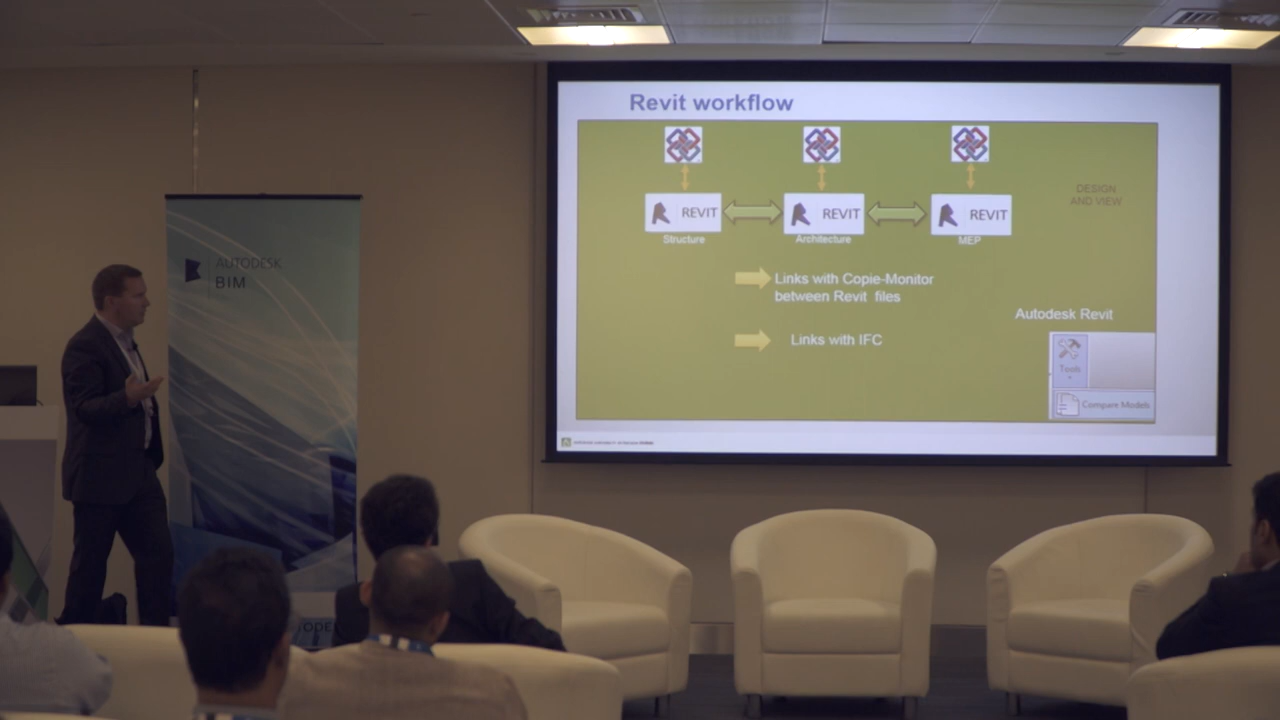 Revit workflow
REVIT
REVIT
REVIT
Structure
Architecture
MEP
DESIGN
AND VIEW
Links with Copie-Monitor
between Revit files
Links with IFC
Autodesk Revit
Tools
Compare Models
AUTODESK
BIM